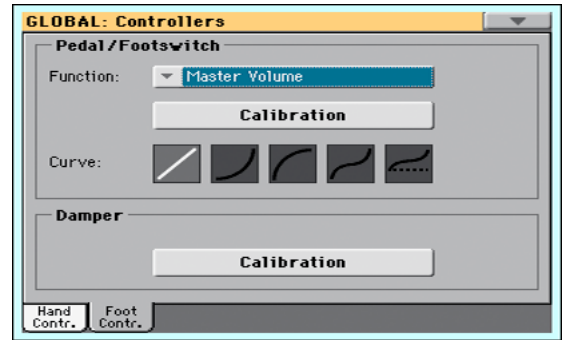 GLOBAL: Controllers
Pedal/Footswitch
Function: Master Volume
Calibration
Curve:
Damper
Calibration
Hand Contr. Foot Contr.